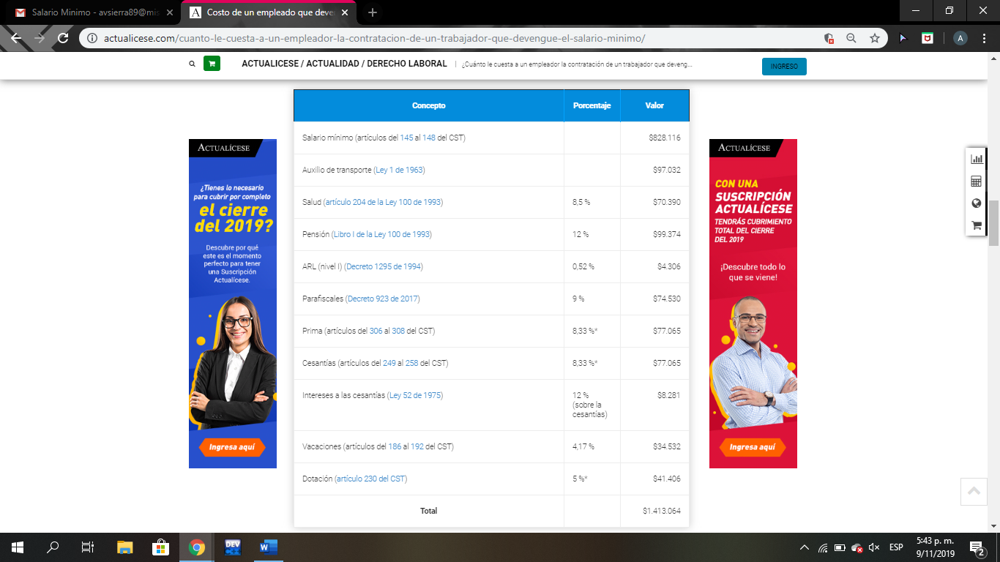 Salario Minimo - avsierra89@mis
Costo de un empleado que deve
actualicese.com/cuanto-le-cuesta-a-un-empleador-la-contratacion-de-un-trabajador-que-devengue-el-salario-minimo/
A
ACTUALICESE / ACTUALIDAD / DERECHO LABORAL | ¿Cuánto le cuesta a un empleador la contratación de un trabajador que deveng...
INGRESO
Concepto Porcentaje Valor
Salario mínimo (artículos del 145 al 148 del CST) $828.116
Auxilio de transporte (Ley 1 de 1963) $97.032
Salud (artículo 204 de la Ley 100 de 1993) 8,5 % $70.390
Pensión (Libro I de la Ley 100 de 1993) 12 % $99.374
ARL (nivel I) (Decreto 1295 de 1994) 0,52 % $4.306
Parafiscales (Decreto 923 de 2017) 9 % $74.530
Prima (artículos del 306 al 308 del CST) 8,33 %* $77.065
Cesantías (artículos del 249 al 258 del CST) 8,33 %* $77.065
Intereses a las cesantías (Ley 52 de 1975) 12 % $8.281
(sobre la
cesantías)
Vacaciones (artículos del 186 al 192 del CST) 4,17 % $34.532
Dotación (artículo 230 del CST) 5 %* $41.406
Total $1.413.064
ACTUALÍCESE
¿Tienes lo necesario
para cubrir por completo
el cierre
del 2019?
Descubre por qué
este es el momento
perfecto para tener
una Suscripción
Actualícese.
Ingresa aquí
ACTUALÍCESE
CON UNA
SUSCRIPCIÓN
ACTUALÍCESE
TENDRÁS CUBRIMIENTO
TOTAL DEL CIERRE
DEL 2019
¡Descubre todo lo
que se viene!
Ingresa aquí
DEV
ESP
5:43 p. m.
9/11/2019
2